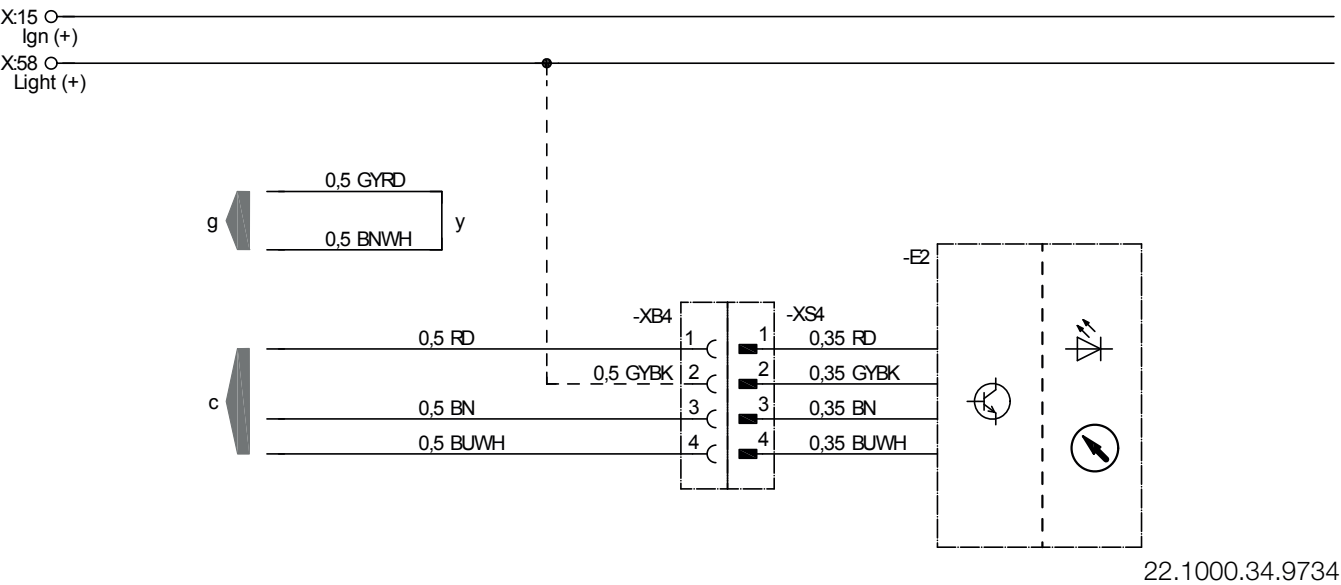 X:15
Ign (+)
X:58
Light (+)
0,5 GYRD
g
y
0,5 BNWH
-E2
-XB4
-XS4
0,5 RD 1 1 0,35 RD
0,5 GYBK 2 2 0,35 GYBK
c
0,5 BN 3 3 0,35 BN
0,5 BUWH 4 4 0,35 BUWH
22.1000.34.9734